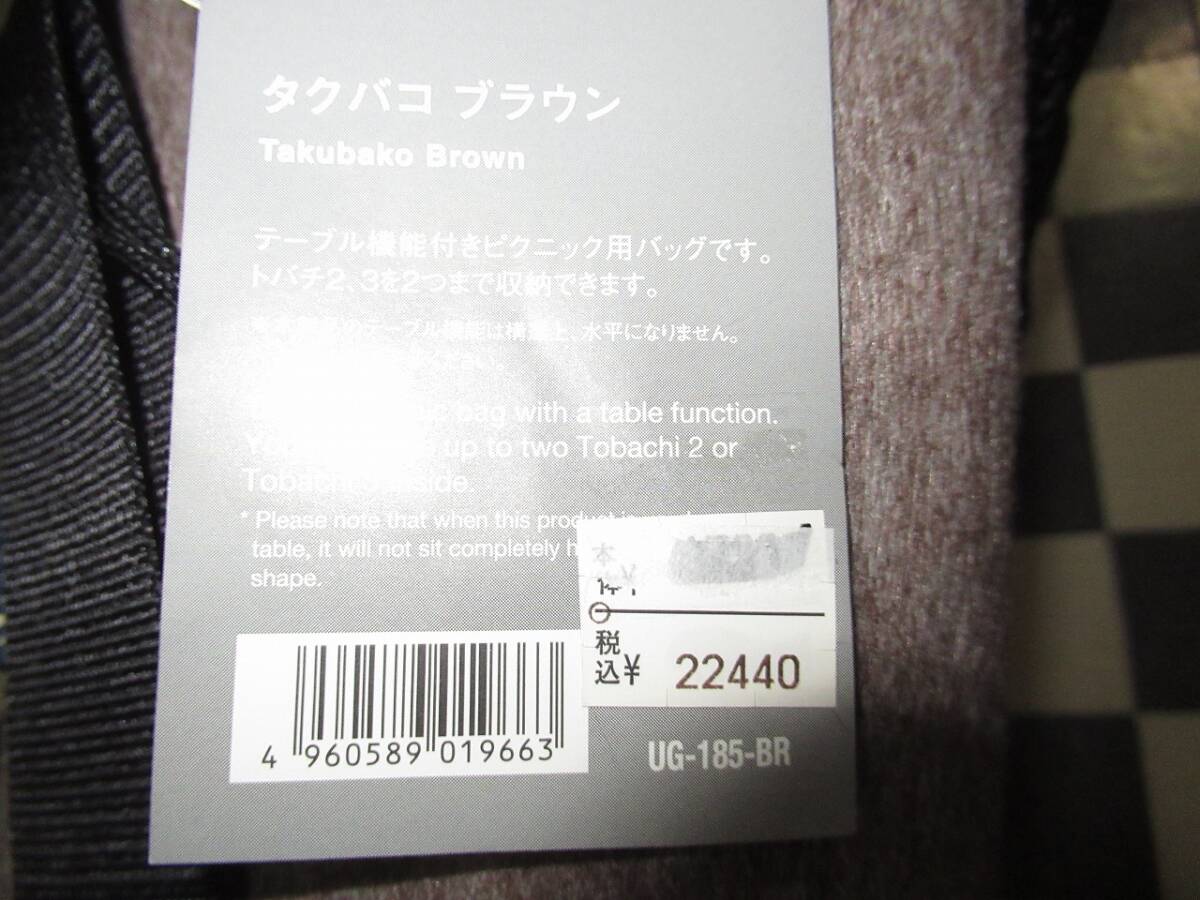 タクバコ ブラウン
Takubako Brown
テーブル機能付きピクニック用バッグです。
トバチ2、3を2つまで収納できます。
のテーブル機能は構造上、水平になりません。
bag with a table function.
up to two Tobachi 2 or
* Please note that when this product
table, it will not sit completely
shape.
本
税込¥ 22440
4 960589 019663
UG-185-BR